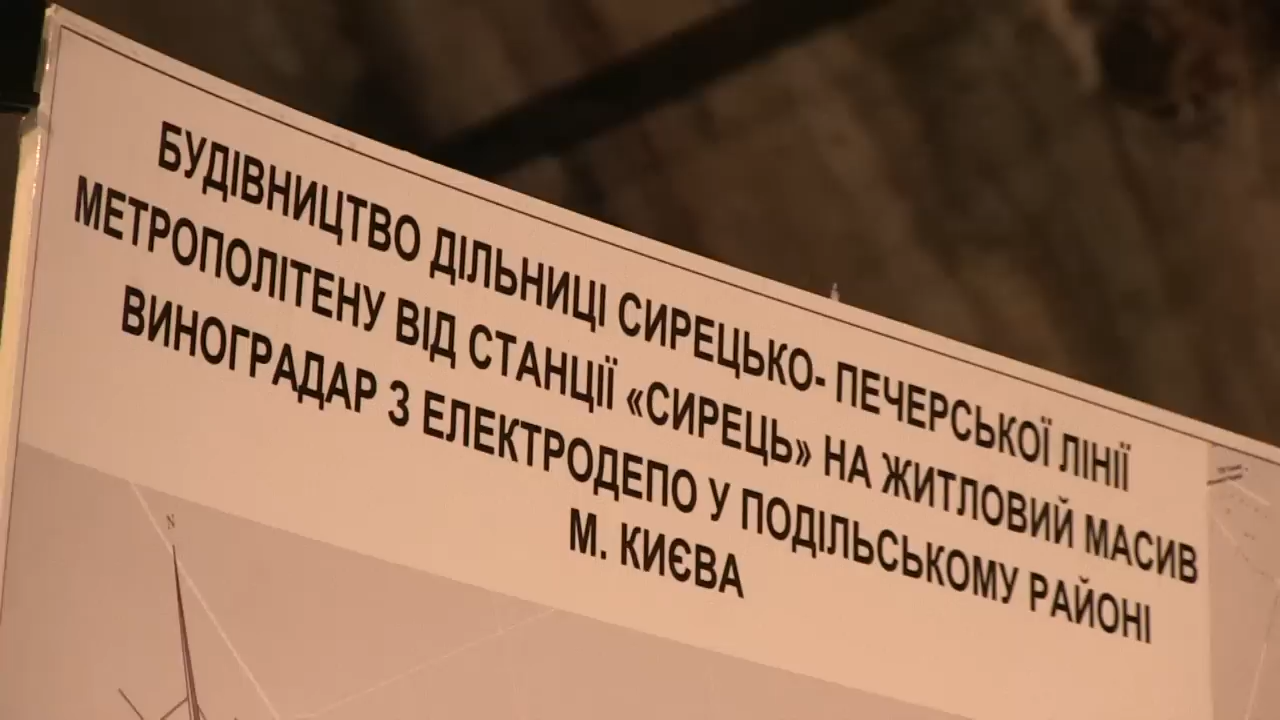 БУДІВНИЦТВО ДІЛЬНИЦІ СИРЕЦЬКО- ПЕЧЕРСЬКОЇ ЛІНІЇ
МЕТРОПОЛІТЕНУ ВІД СТАНЦІЇ «СИРЕЦЬ» НА ЖИТЛОВИЙ МАСИВ
ВИНОГРАДАР З ЕЛЕКТРОДЕПО У ПОДІЛЬСЬКОМУ РАЙОНІ
М. КИЄВА
N